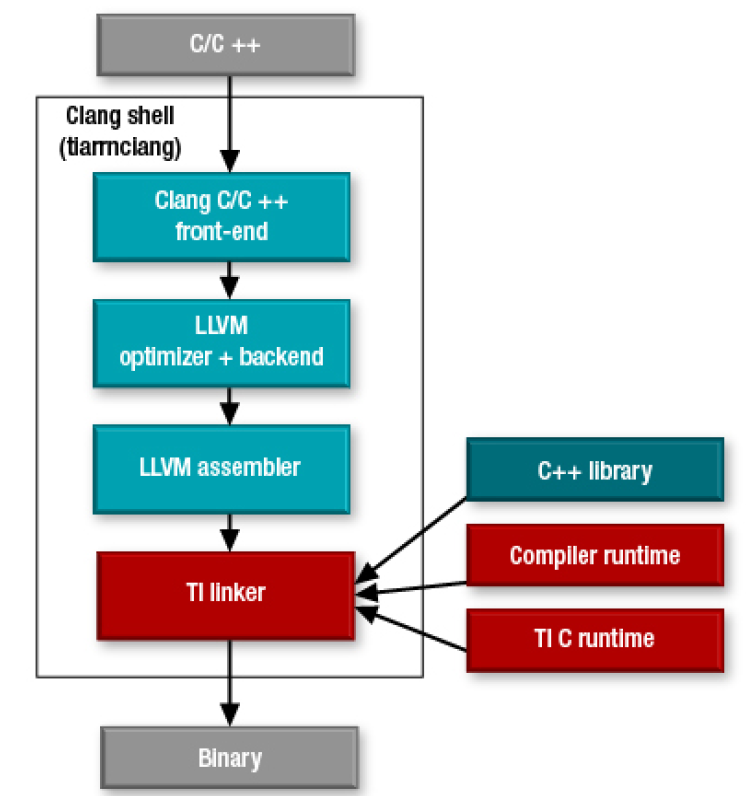 C/C ++
Clang shell
(tiarmclang)
Clang C/C ++
front-end
LLVM
optimizer + backend
LLVM assembler
C++ library
Compiler runtime
TI linker
TI C runtime
Binary